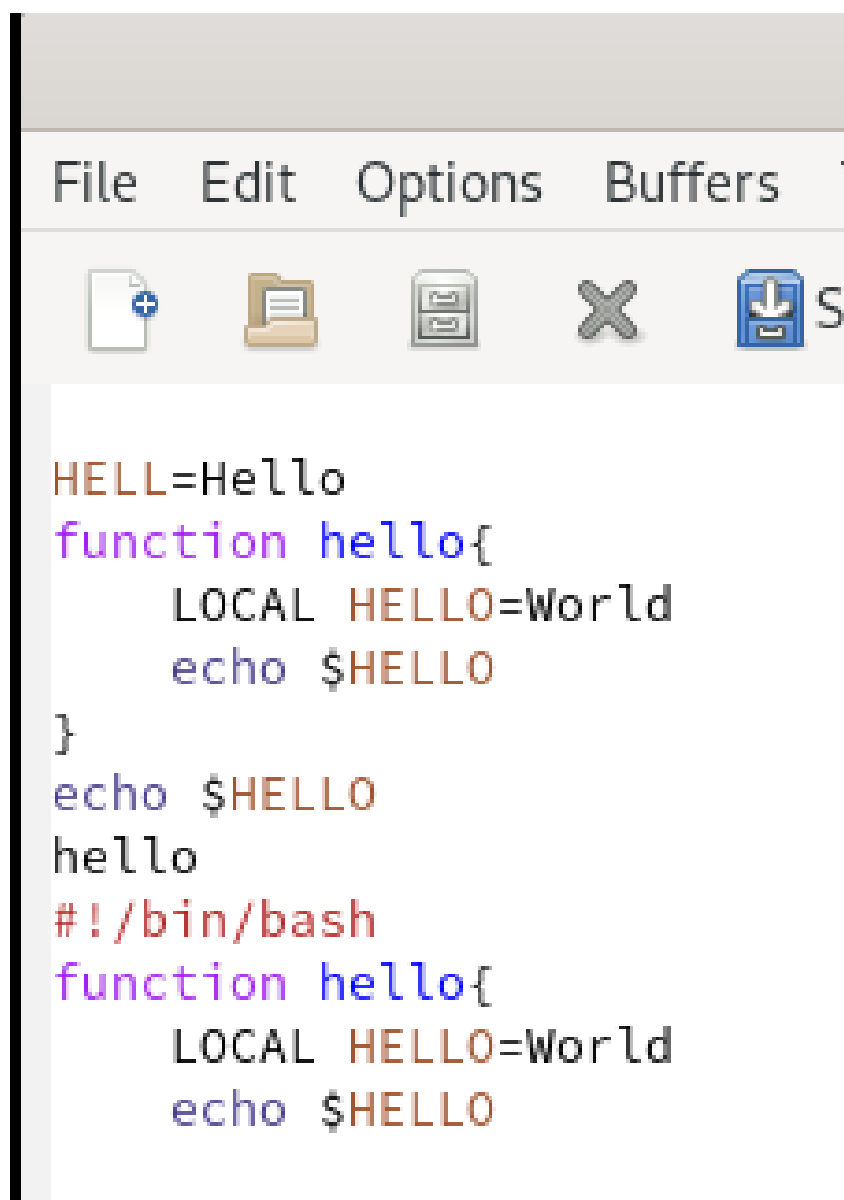 File Edit Options Buffers
S
HELL=Hello
function hello{
    LOCAL HELLO=World
    echo $HELLO
}
echo $HELLO
hello
#!/bin/bash
function hello{
    LOCAL HELLO=World
    echo $HELLO